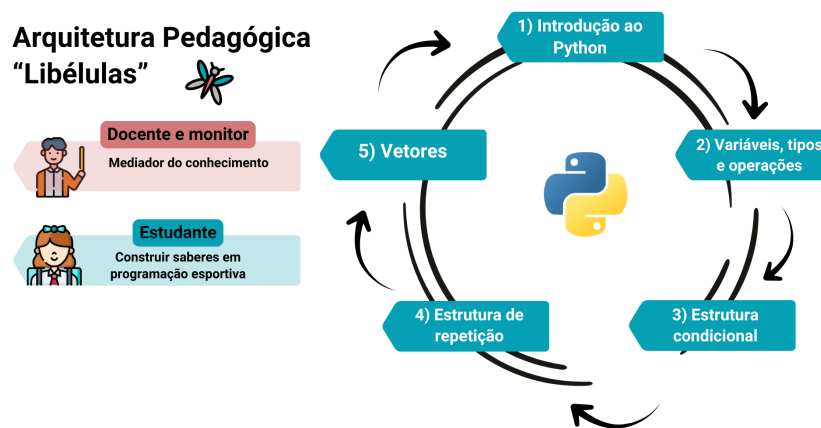 Arquitetura Pedagógica
“Libélulas”
Docente e monitor
Mediador do conhecimento
Estudante
Construir saberes em
programação esportiva
1) Introdução ao
Python
2) Variáveis, tipos
e operações
3) Estrutura
condicional
4) Estrutura de
repetição
5) Vetores